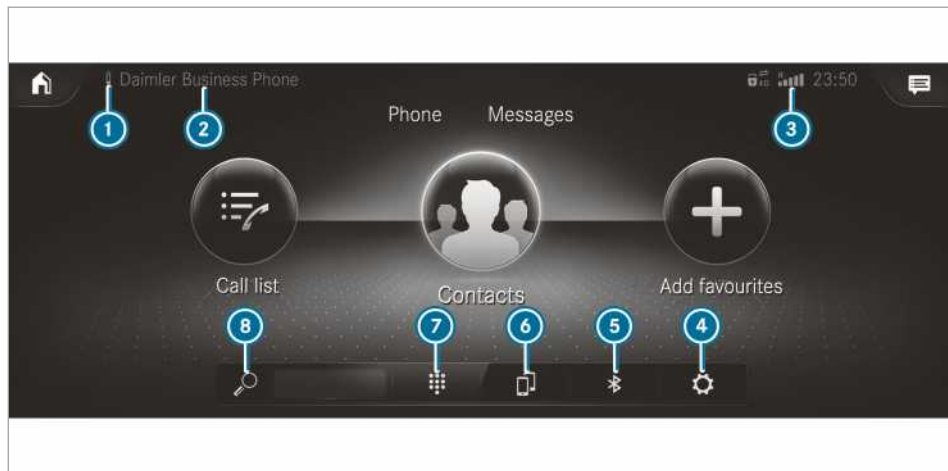 Daimler Business Phone 4G 23:50
1 2 3
Phone Messages
Call list Contacts Add favourites
8 7 6 5 4